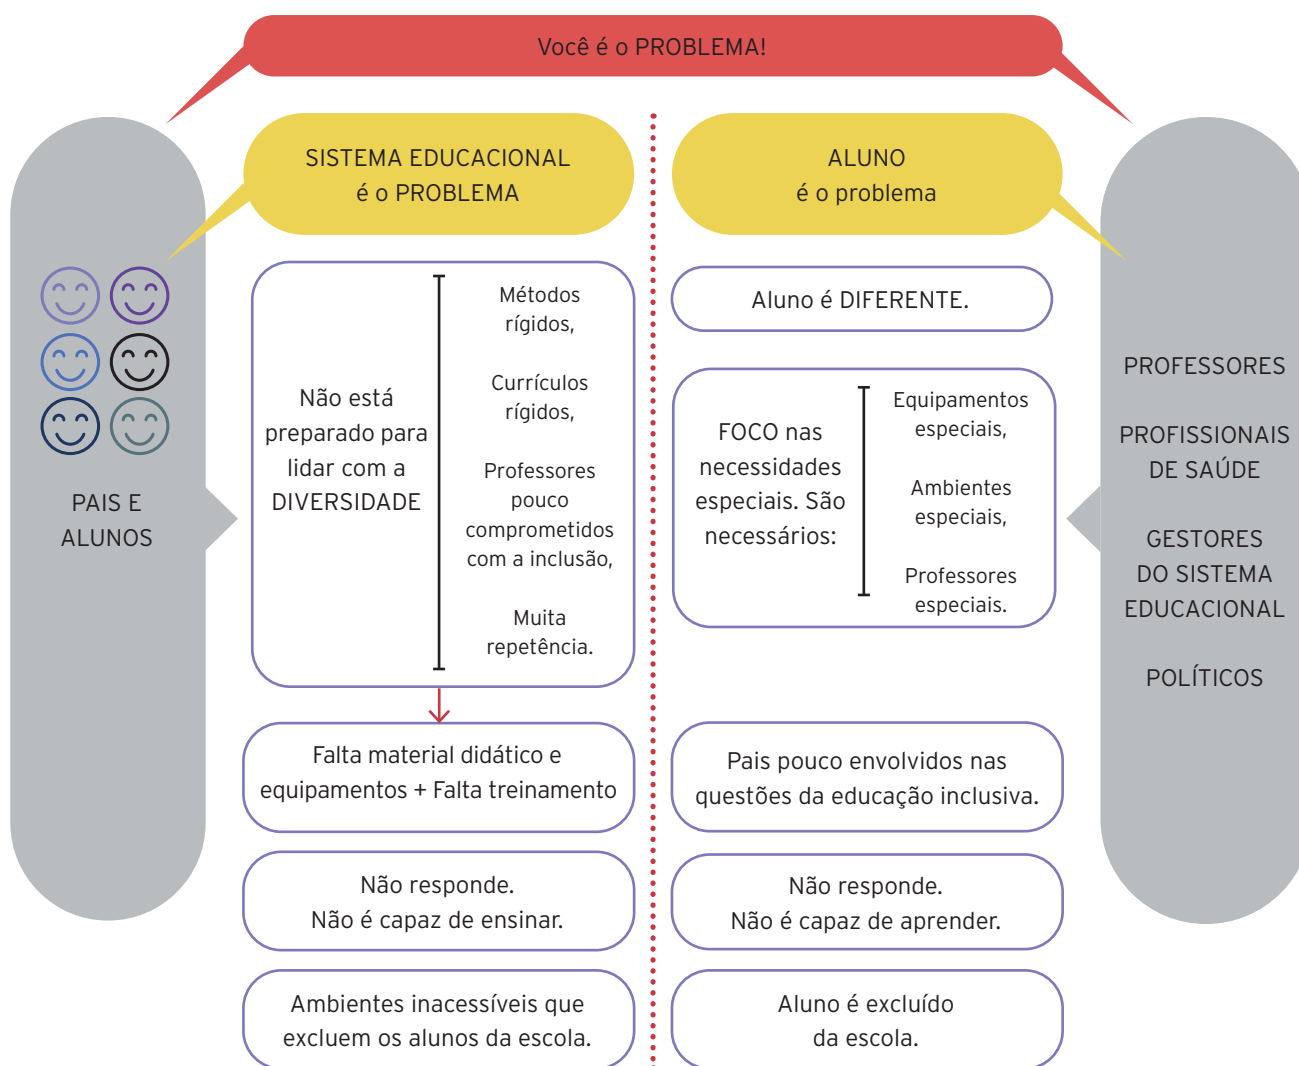 Você é o PROBLEMA!
SISTEMA EDUCACIONAL
é o PROBLEMA
ALUNO
é o problema
PAIS E
ALUNOS
Não está
preparado para
lidar com a
DIVERSIDADE
Métodos
rígidos,
Currículos
rígidos,
Professores
pouco
comprometidos
com a inclusão,
Muita
repetência.
Falta material didático e
equipamentos + Falta treinamento
Não responde.
Não é capaz de ensinar.
Ambientes inacessíveis que
excluem os alunos da escola.
Aluno é DIFERENTE.
FOCO nas
necessidades
especiais. São
necessários:
Equipamentos
especiais,
Ambientes
especiais,
Professores
especiais.
Pais pouco envolvidos nas
questões da educação inclusiva.
Não responde.
Não é capaz de aprender.
Aluno é excluído
da escola.
PROFESSORES
PROFISSIONAIS
DE SAÚDE
GESTORES
DO SISTEMA
EDUCACIONAL
POLÍTICOS